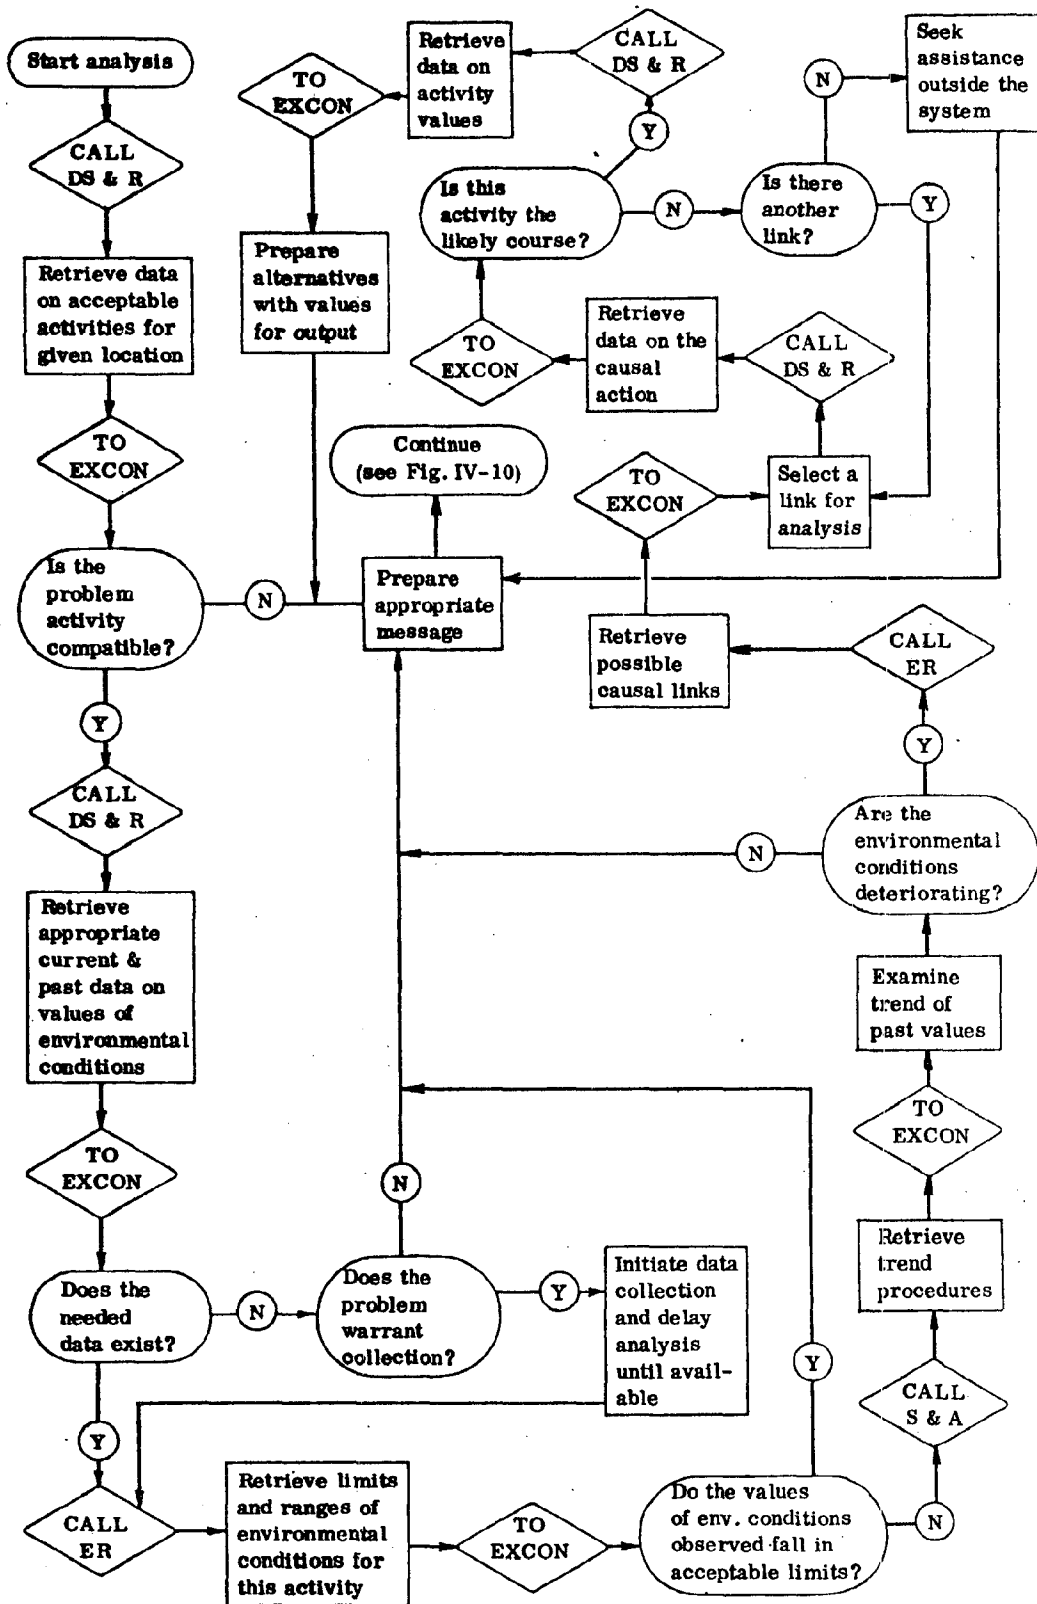 Start analysis
CALL
DS & R
Retrieve data
on acceptable
activities for
given location
TO
EXCON
Is the
problem
activity
compatible?
N
Y
CALL
DS & R
Retrieve
appropriate
current &
past data on
values of
environmental
conditions
TO
EXCON
Does the
needed
data exist?
N
Y
CALL
ER
Does the
problem
warrant
collection?
N
Y
Initiate data
collection
and delay
analysis
until avail-
able
Retrieve limits
and ranges of
environmental
conditions for
this activity
TO
EXCON
Do the values
of env. conditions
observed fall in
acceptable limits?
Y
N
CALL
S & A
Retrieve
trend
procedures
TO
EXCON
Examine
trend of
past values
Are the
environmental
conditions
deteriorating?
N
Y
CALL
ER
Retrieve
possible
causal links
TO
EXCON
Select a
link for
analysis
CALL
DS & R
Retrieve
data on the
causal
action
TO
EXCON
Is this
activity the
likely course?
N
Y
Is there
another
link?
N
Y
Seek
assistance
outside the
system
CALL
DS & R
Retrieve
data on
activity
values
TO
EXCON
Prepare
alternatives
with values
for output
Prepare
appropriate
message
Continue
(see Fig. IV-10)